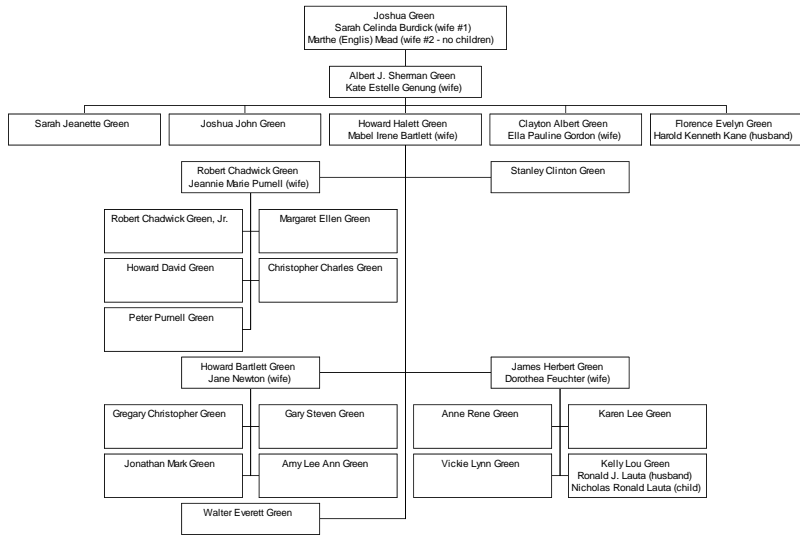 Joshua Green
Sarah Celinda Burdick (wife #1)
Marthe (Englis) Mead (wife #2 - no children)
Albert J. Sherman Green
Kate Estelle Genung (wife)
Sarah Jeanette Green
Joshua John Green
Howard Halett Green
Mabel Irene Bartlett (wife)
Clayton Albert Green
Ella Pauline Gordon (wife)
Florence Evelyn Green
Harold Kenneth Kane (husband)
Robert Chadwick Green
Jeannie Marie Purnell (wife)
Stanley Clinton Green
Robert Chadwick Green, Jr.
Margaret Ellen Green
Howard David Green
Christopher Charles Green
Peter Purnell Green
Howard Bartlett Green
Jane Newton (wife)
James Herbert Green
Dorothea Feuchter (wife)
Gregary Christopher Green
Gary Steven Green
Anne Rene Green
Karen Lee Green
Jonathan Mark Green
Amy Lee Ann Green
Vickie Lynn Green
Kelly Lou Green
Ronald J. Lauta (husband)
Nicholas Ronald Lauta (child)
Walter Everett Green